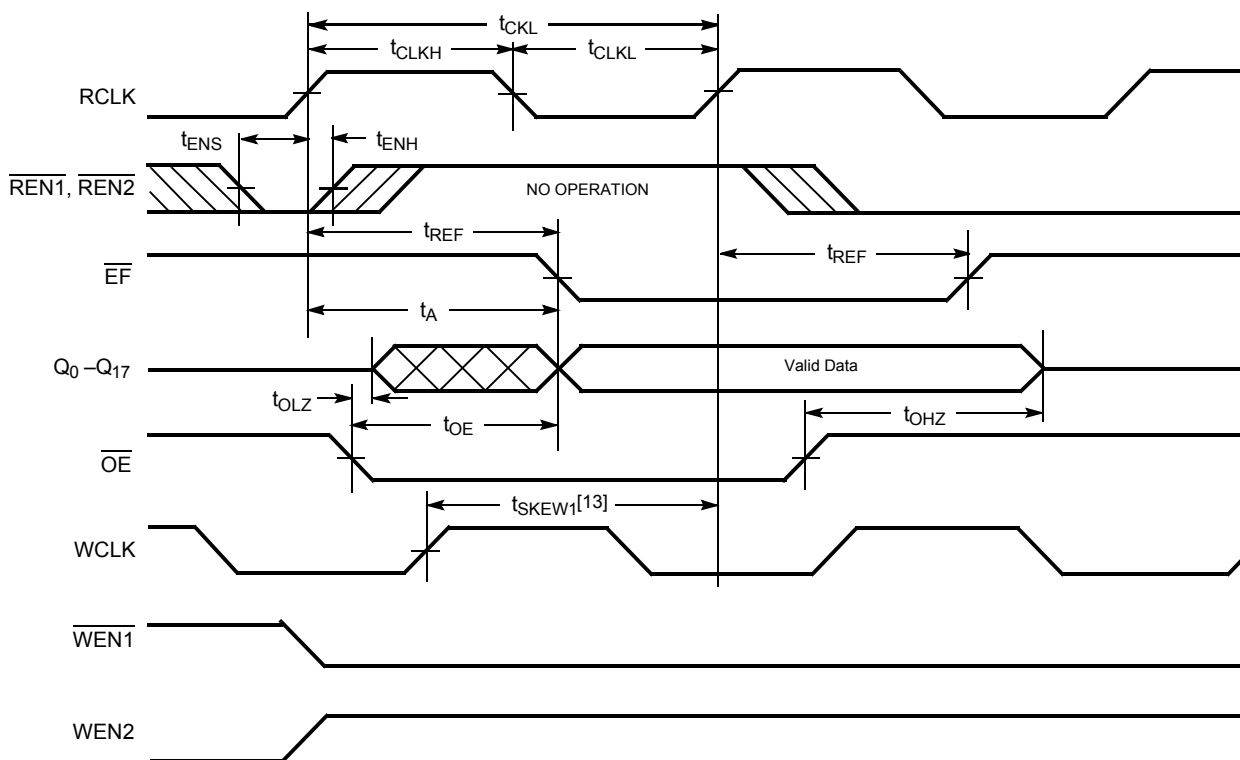 tCKL
tCLKH tCLKL
RCLK
tENS tENH
REN1, REN2
NO OPERATION
tREF
tREF
EF
tA
Q0 –Q17
Valid Data
tOLZ
tOE
tOHZ
OE
tSKEW1[13]
WCLK
WEN1
WEN2